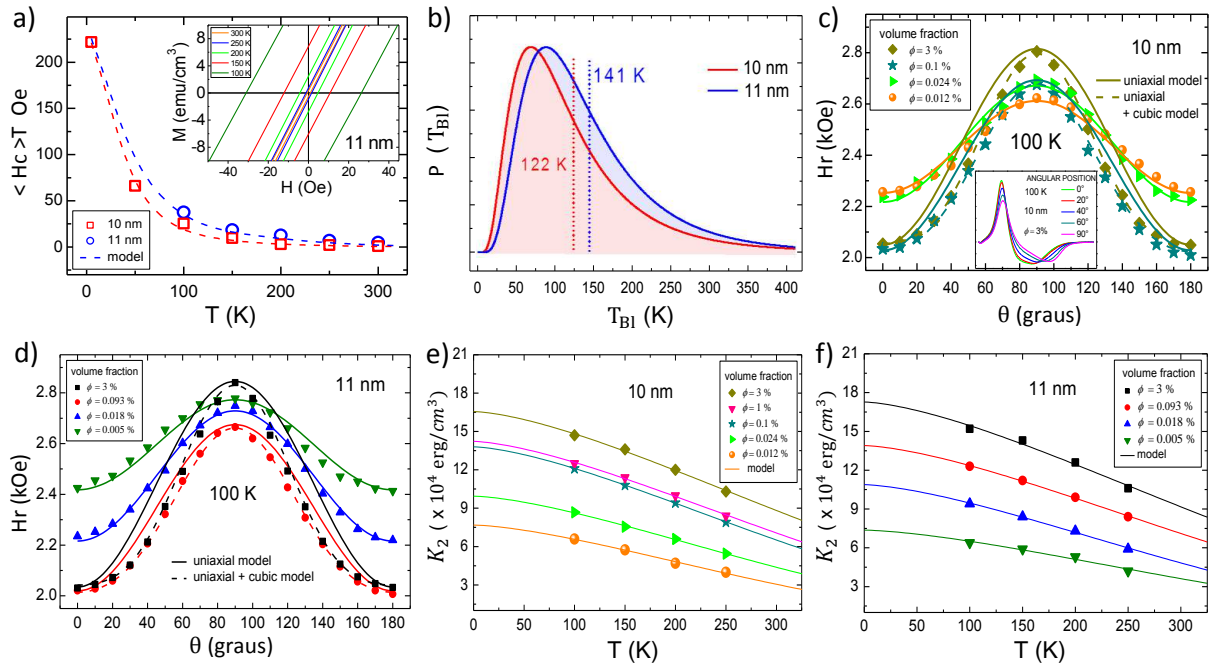 a)
< Hc >T Oe
200
150
100
50
0
0
50
100
150
200
250
300
T (K)
10 nm
11 nm
model
M (emu/cm³)
8
4
0
-4
-8
-40
-20
0
20
40
H (Oe)
300 K
250 K
200 K
150 K
100 K
11 nm
b)
P ( T_Bl )
10 nm
11 nm
141 K
122 K
0
50
100
150
200
250
300
350
400
T_Bl (K)
c)
Hr (kOe)
2.8
2.6
2.4
2.2
2.0
volume fraction
ϕ = 3 %
ϕ = 0.1 %
ϕ = 0.024 %
ϕ = 0.012 %
10 nm
uniaxial model
uniaxial
+ cubic model
100 K
ANGULAR POSITION
100 K
10 nm
ϕ = 3%
0°
20°
40°
60°
90°
0
20
40
60
80
100
120
140
160
180
θ (graus)
d)
Hr (kOe)
2.8
2.6
2.4
2.2
2.0
volume fraction
ϕ = 3 %
ϕ = 0.093 %
ϕ = 0.018 %
ϕ = 0.005 %
11 nm
100 K
uniaxial model
uniaxial + cubic model
0
20
40
60
80
100
120
140
160
180
θ (graus)
e)
K₂ ( x 10⁴ erg/cm³)
21
18
15
12
9
6
3
10 nm
volume fraction
ϕ = 3 %
ϕ = 1 %
ϕ = 0.1 %
ϕ = 0.024 %
ϕ = 0.012 %
model
0
50
100
150
200
250
300
T (K)
f)
K₂ ( x 10⁴ erg/cm³)
21
18
15
12
9
6
3
11 nm
volume fraction
ϕ = 3 %
ϕ = 0.093 %
ϕ = 0.018 %
ϕ = 0.005 %
model
0
50
100
150
200
250
300
T (K)